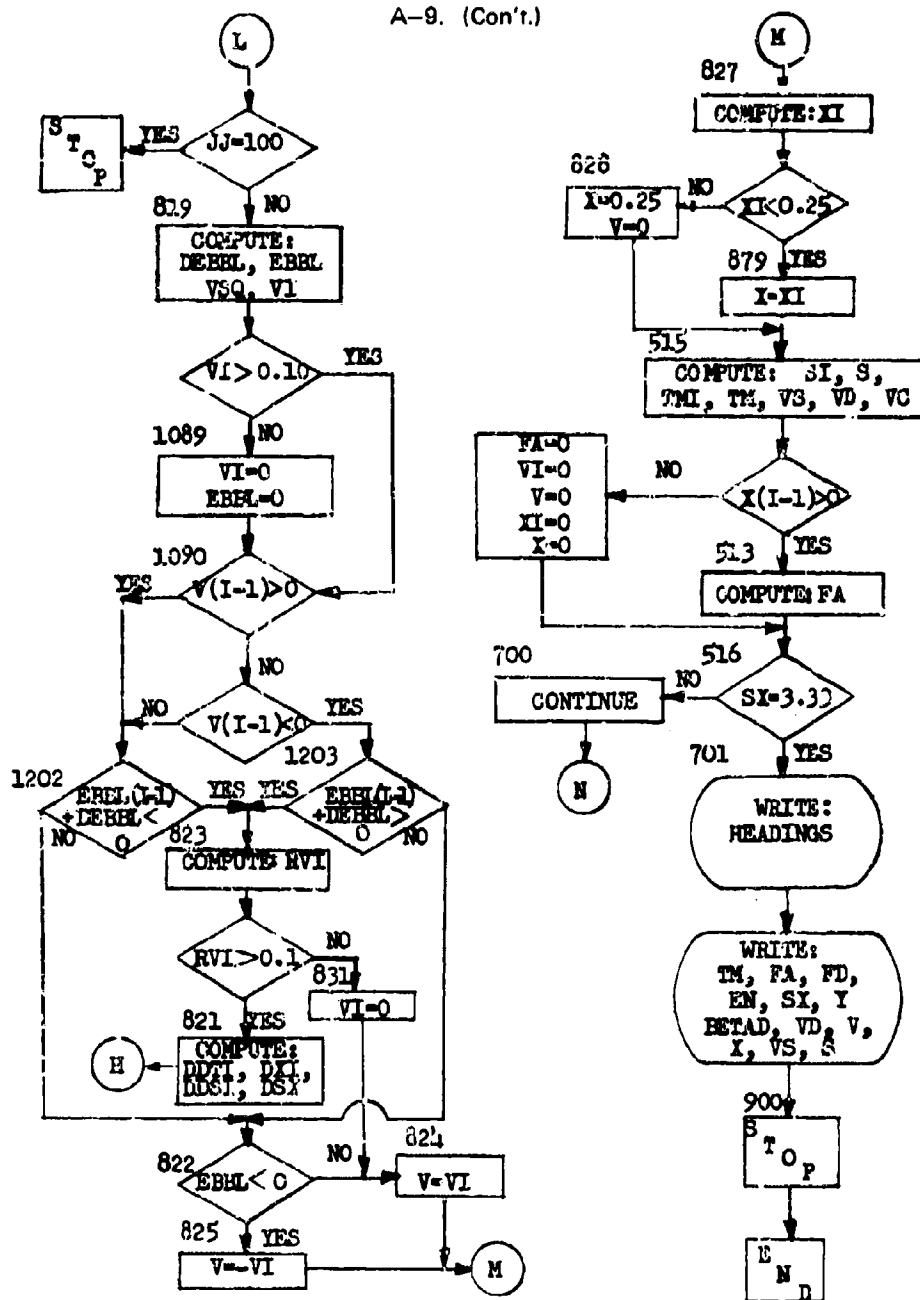 A-9. (Con't.)
L
JJ=100
YES
S T O P
NO
819
COMPUTE:
DEBBL, EBBL
VSQ, VI
VI > 0.10
YES
NO
1089
VI=0
EBBL=0
1090
V(I-1)>0
YES
NO
V(I-1)<0
NO
YES
1202
EBBL(I-1)
+DEBBL<
0
YES
NO
1203
EBBL(I-1)
+DEBBL>
0
YES
NO
823
COMPUTE: RVI
RVI>0.1
NO
831
VI=0
YES
821
COMPUTE:
DDTI, DXI,
DDSI, DSX
H
822
EBBL< 0
NO
824
V=VI
YES
825
V=-VI
M
M
827
COMPUTE: XI
XI<0.25
NO
828
X=0.25
V=0
YES
879
X=XI
515
COMPUTE: SI, S,
TMI, TM, VS, VD, VC
X(I-1)>0
NO
FA=0
VI=0
V=0
XI=0
X=0
YES
513
COMPUTE: FA
516
SX=3.30
NO
700
CONTINUE
N
YES
701
WRITE:
HEADINGS
WRITE:
TM, FA, FD,
EN, SX, Y
BETAD, VD, V,
X, VS, S
900
S T O P
E N D